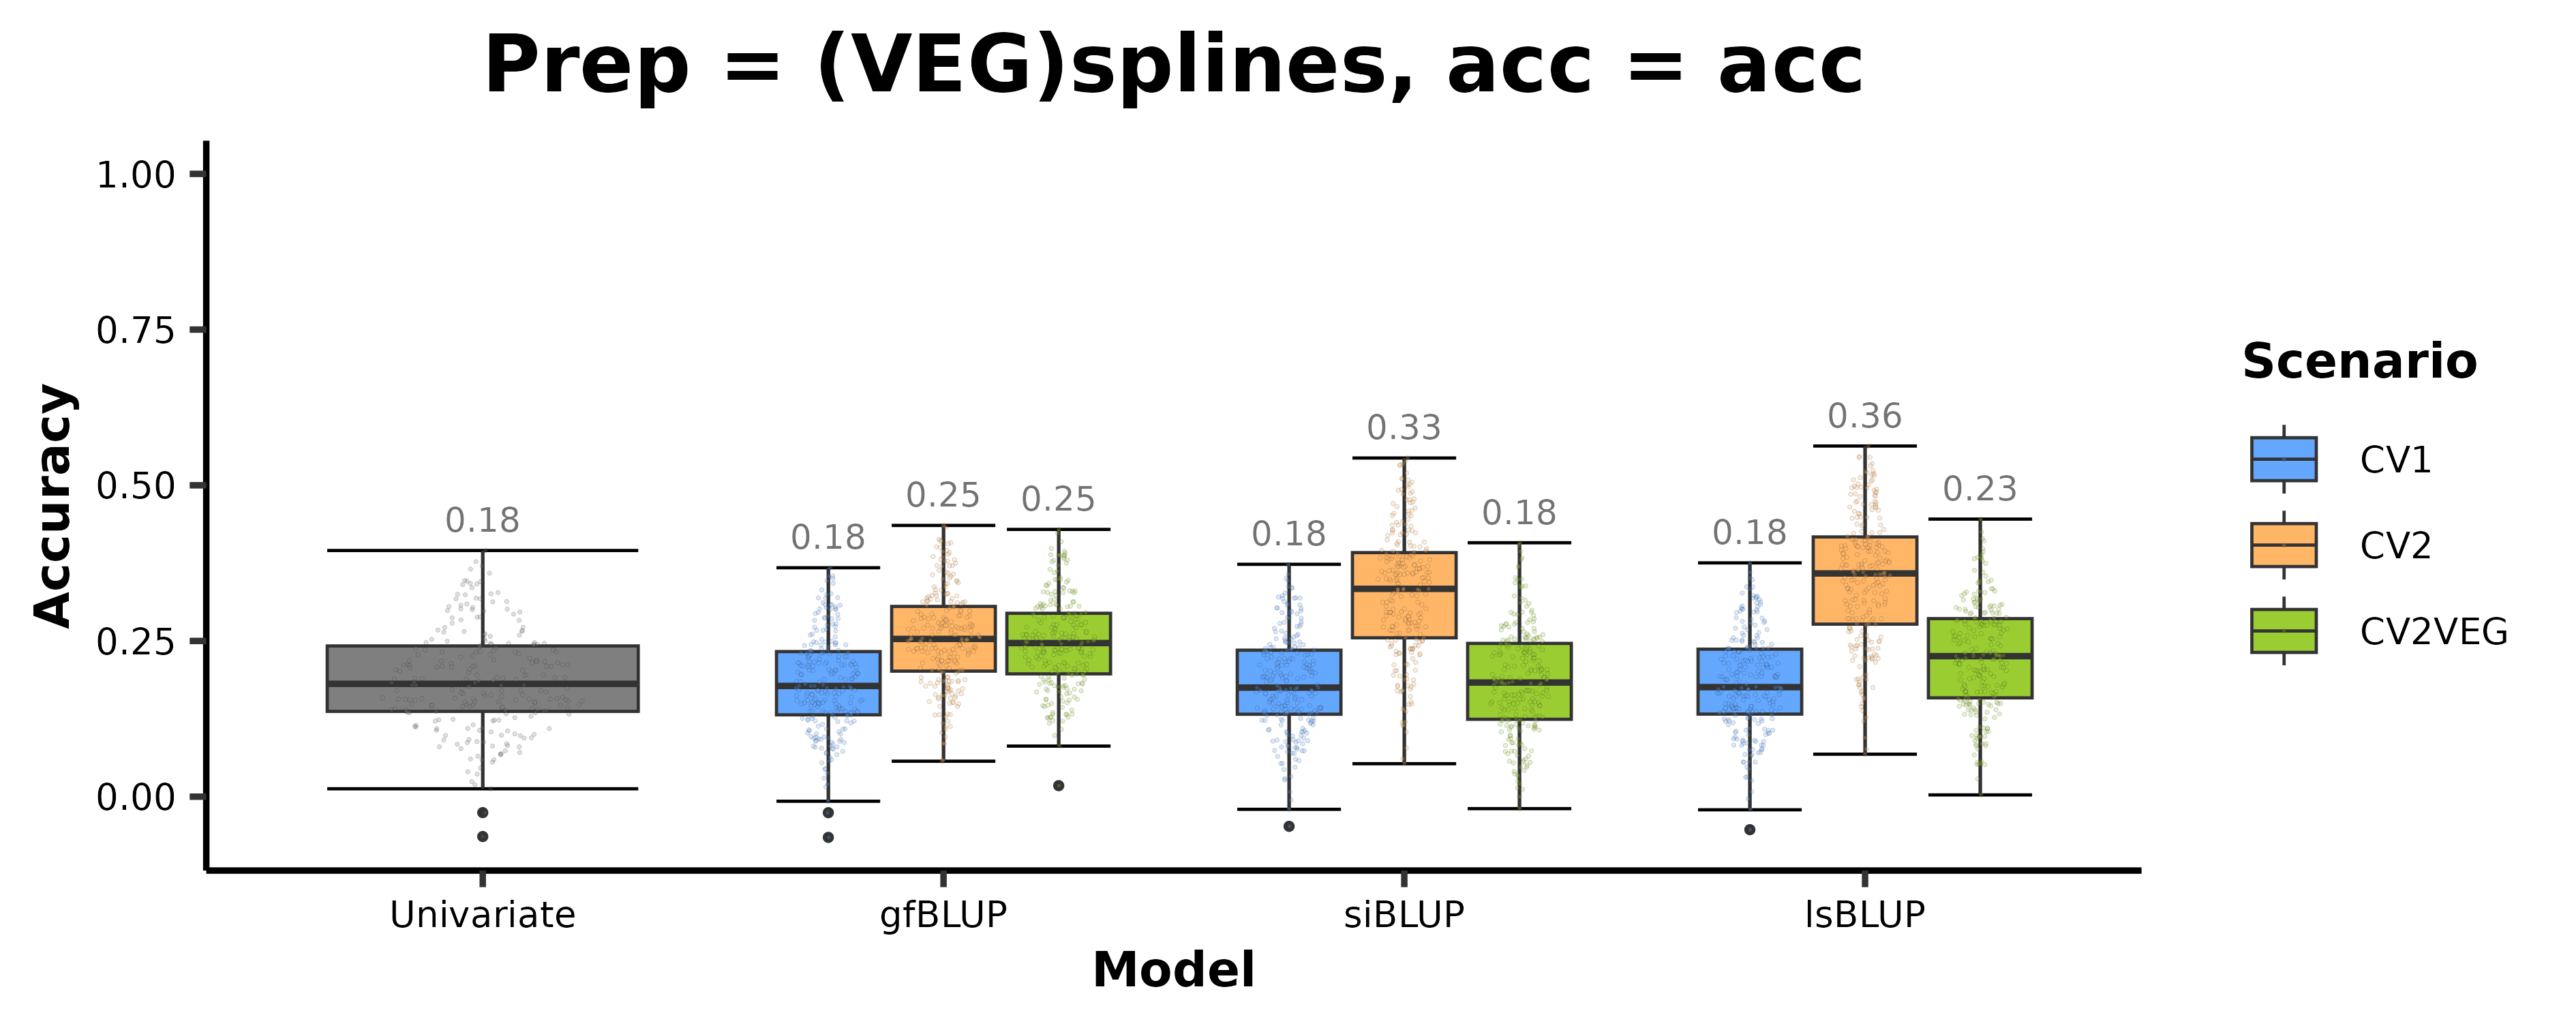 Prep = (VEG)splines, acc = acc
Accuracy
1.00
0.75
0.50
0.25
0.00
0.18
0.18
0.25
0.25
0.18
0.33
0.18
0.18
0.36
0.23
Univariate
gfBLUP
siBLUP
lsBLUP
Model
Scenario
CV1
CV2
CV2VEG